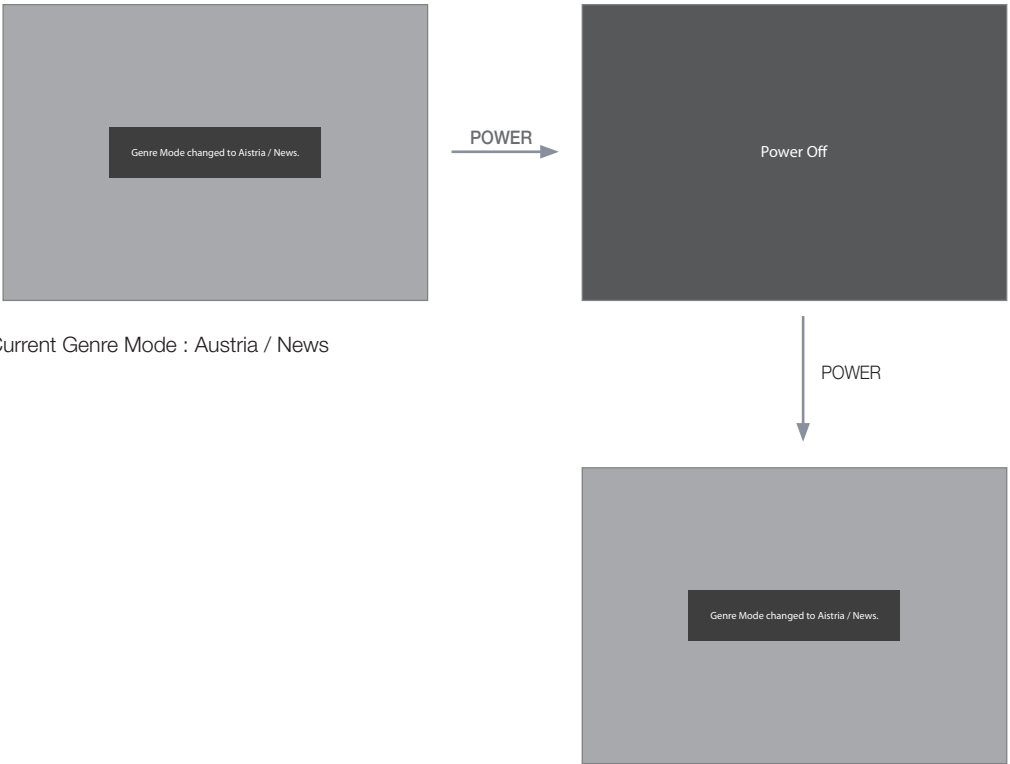 Genre Mode changed to Aistria / News.
POWER
Power Off
Current Genre Mode : Austria / News
POWER
Genre Mode changed to Aistria / News.